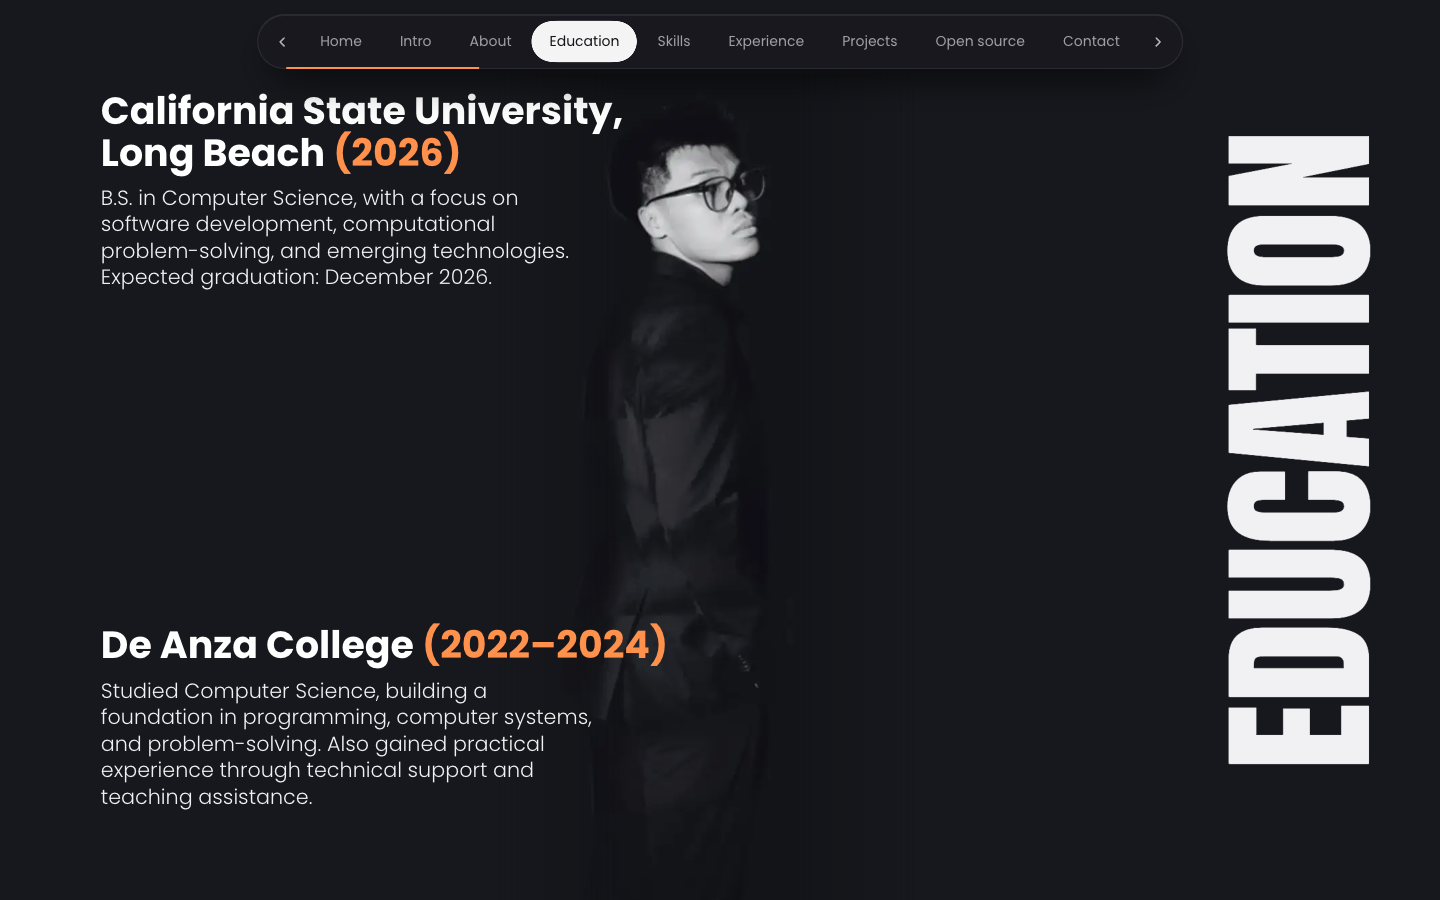 Home Intro About Education Skills Experience Projects Open source Contact
California State University,
Long Beach (2026)
B.S. in Computer Science, with a focus on
software development, computational
problem-solving, and emerging technologies.
Expected graduation: December 2026.
De Anza College (2022–2024)
Studied Computer Science, building a
foundation in programming, computer systems,
and problem-solving. Also gained practical
experience through technical support and
teaching assistance.
EDUCATION